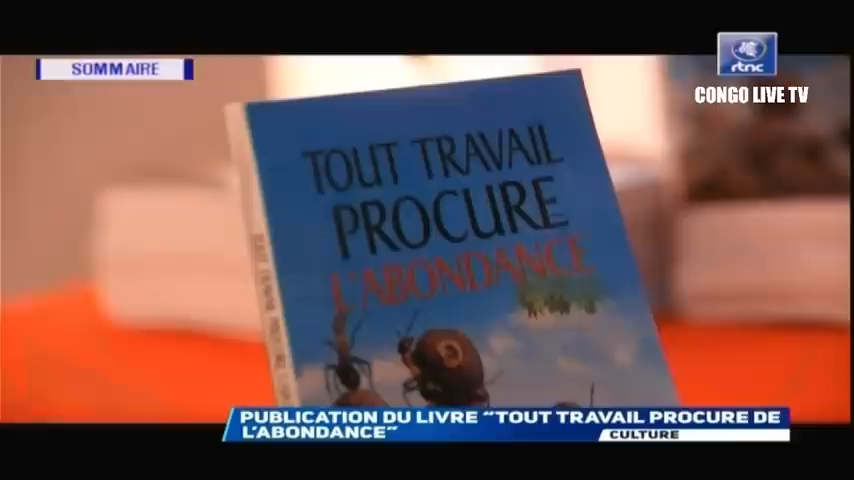 SOMMAIRE
rtnc
CONGO LIVE TV
TOUT TRAVAIL
PROCURE
L'ABONDANCE
PUBLICATION DU LIVRE "TOUT TRAVAIL PROCURE DE
L'ABONDANCE"
CULTURE